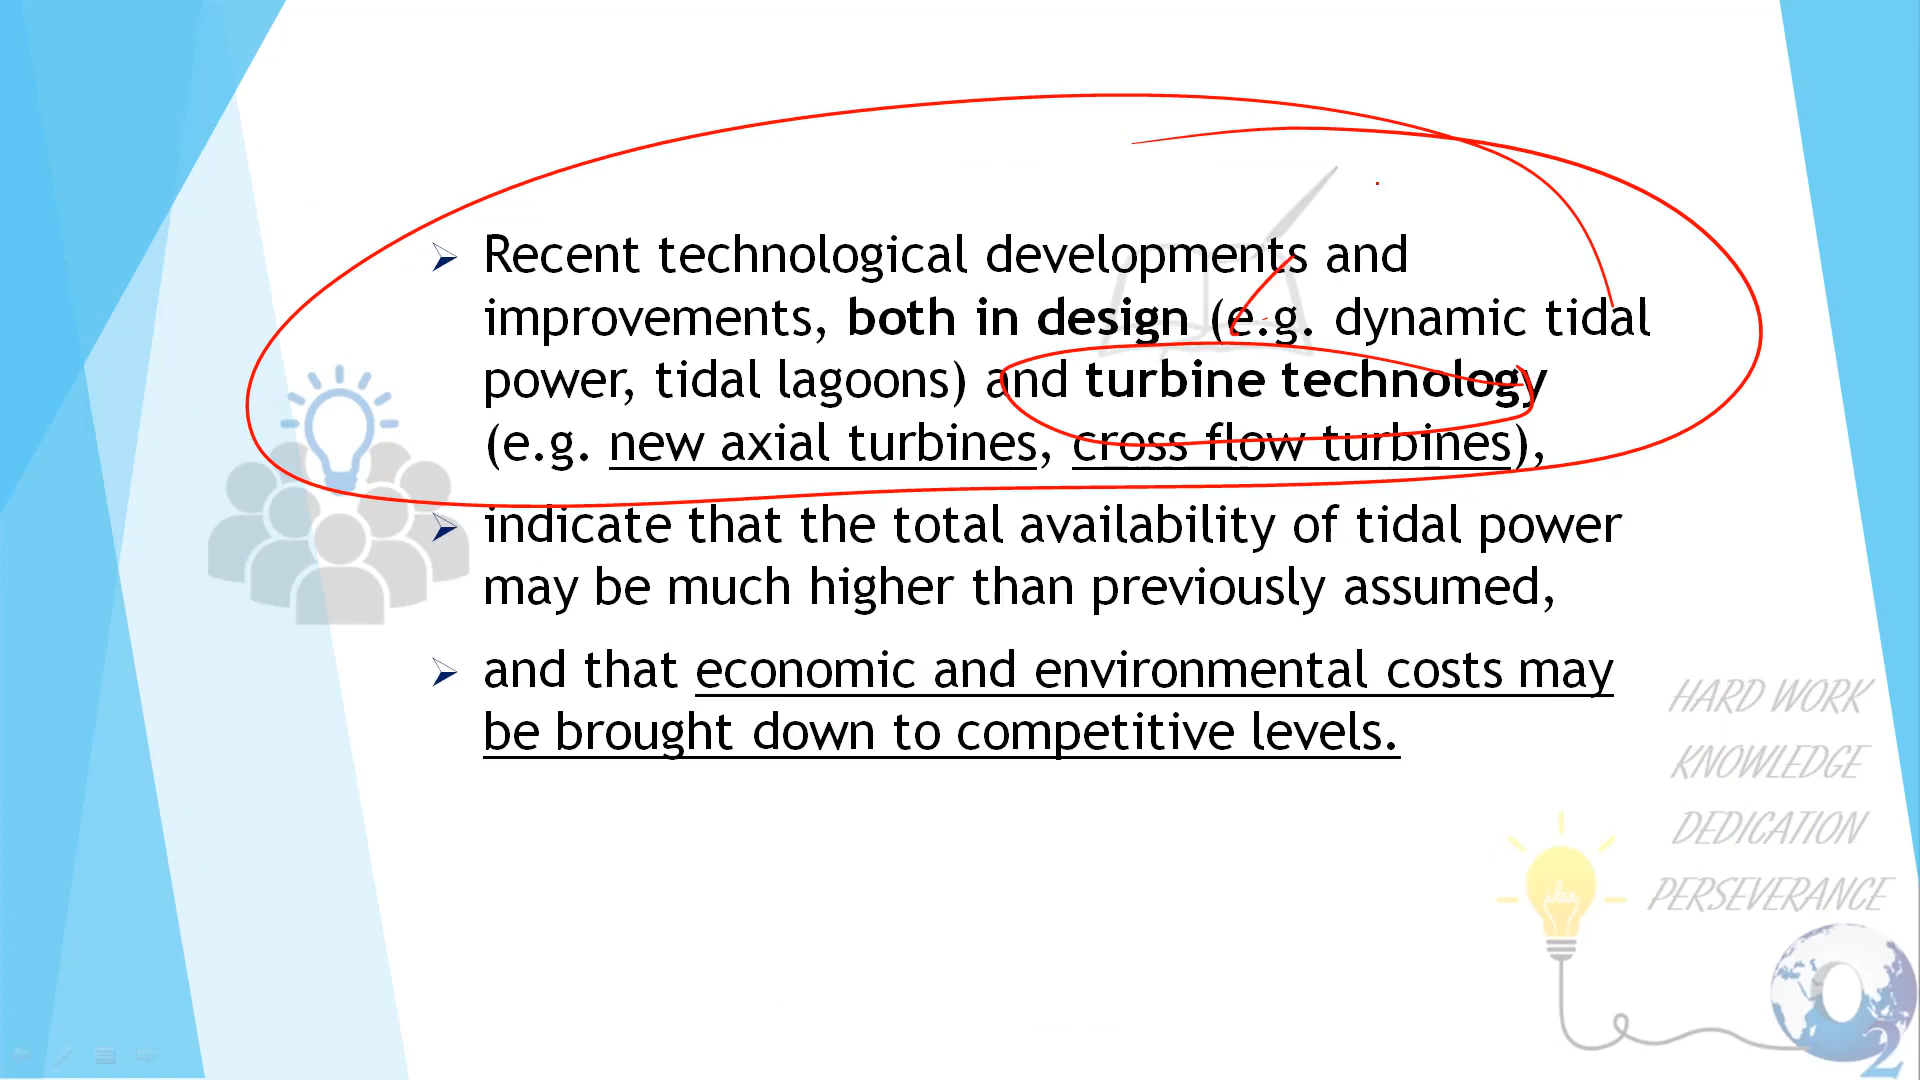 ➢ Recent technological developments and
improvements, both in design (e.g. dynamic tidal
power, tidal lagoons) and turbine technology
(e.g. new axial turbines, cross flow turbines),
➢ indicate that the total availability of tidal power
may be much higher than previously assumed,
➢ and that economic and environmental costs may
be brought down to competitive levels.
HARD WORK
KNOWLEDGE
DEDICATION
PERSEVERANCE
idea
O2